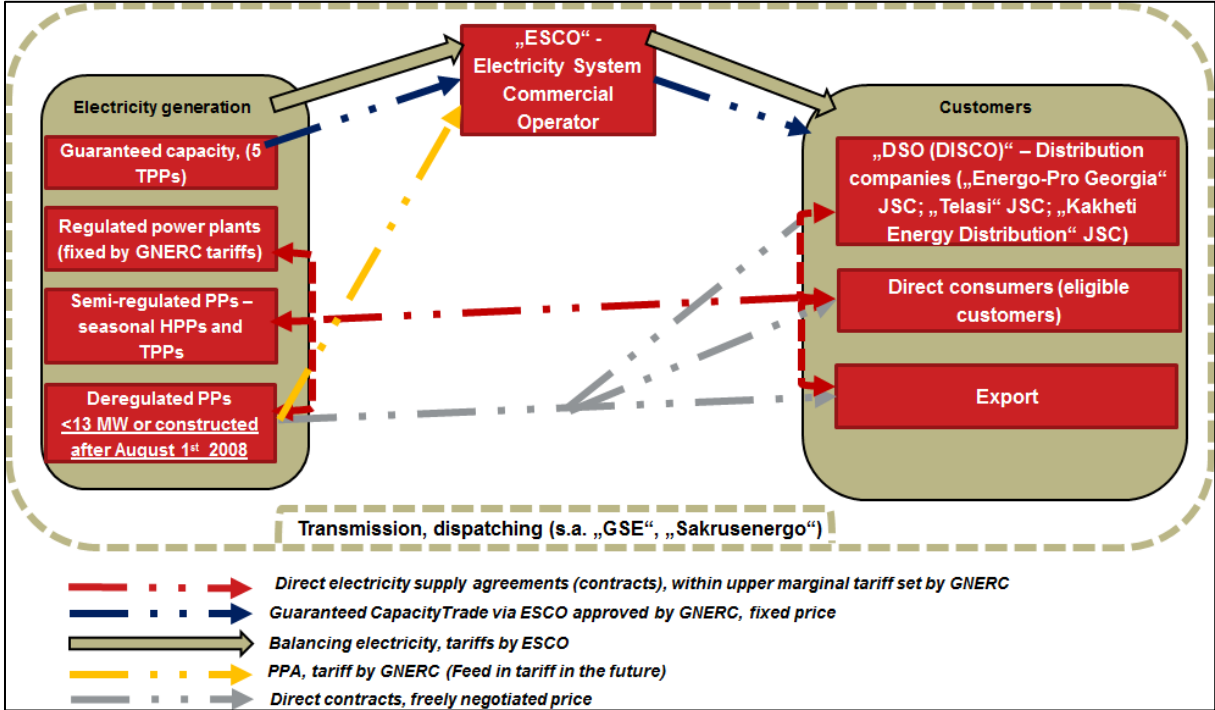 „ESCO“ -
Electricity System
Commercial
Operator
Electricity generation
Guaranteed capacity, (5
TPPs)
Regulated power plants
(fixed by GNERC tariffs)
Semi-regulated PPs –
seasonal HPPs and
TPPs
Deregulated PPs
<13 MW or constructed
after August 1st 2008
Customers
„DSO (DISCO)“ – Distribution
companies („Energo-Pro Georgia“
JSC; „Telasi“ JSC; „Kakheti
Energy Distribution“ JSC)
Direct consumers (eligible
customers)
Export
Transmission, dispatching (s.a. „GSE“, „Sakrusenergo“)
Direct electricity supply agreements (contracts), within upper marginal tariff set by GNERC
Guaranteed CapacityTrade via ESCO approved by GNERC, fixed price
Balancing electricity, tariffs by ESCO
PPA, tariff by GNERC (Feed in tariff in the future)
Direct contracts, freely negotiated price